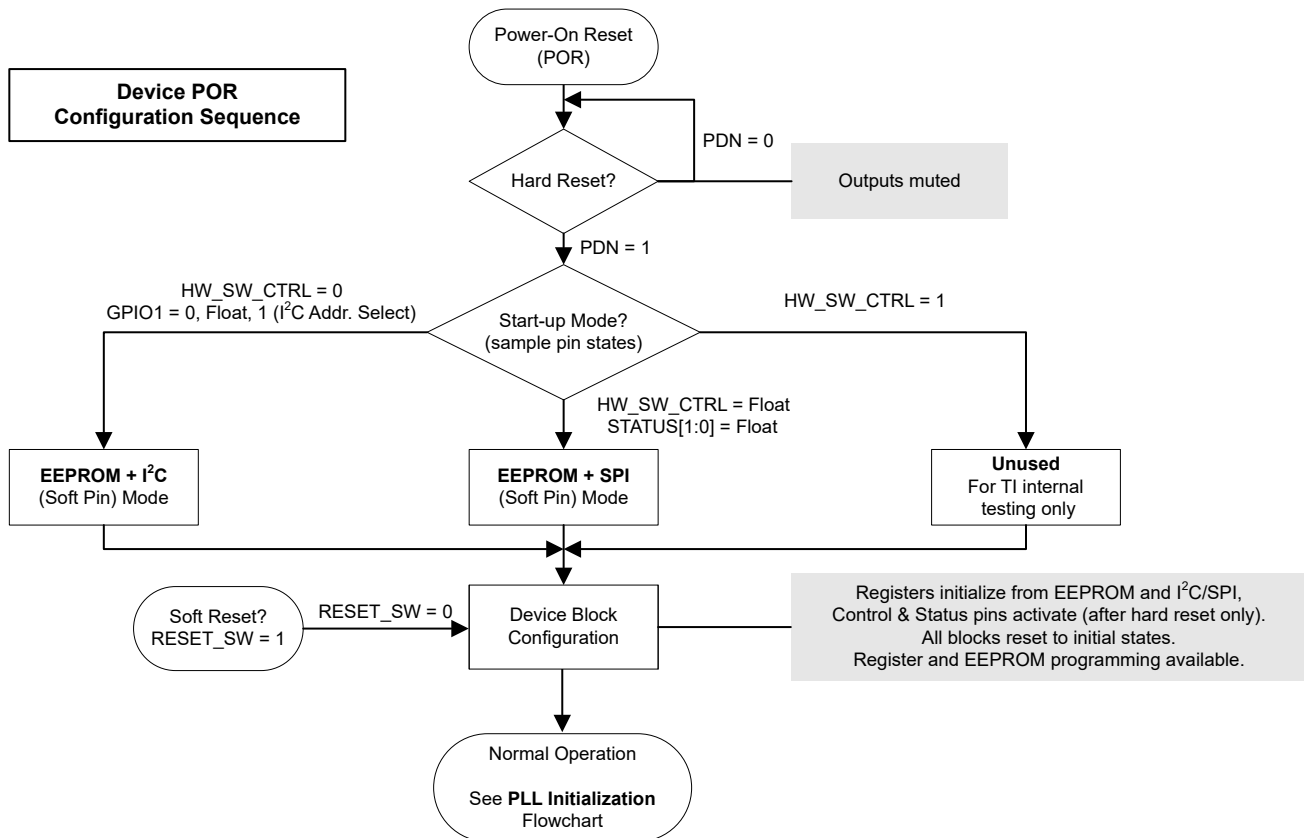 Power-On Reset
(POR)
Device POR
Configuration Sequence
PDN = 0
Hard Reset?
Outputs muted
PDN = 1
HW_SW_CTRL = 0
GPIO1 = 0, Float, 1 (I²C Addr. Select)
HW_SW_CTRL = 1
Start-up Mode?
(sample pin states)
HW_SW_CTRL = Float
STATUS[1:0] = Float
EEPROM + I²C
(Soft Pin) Mode
EEPROM + SPI
(Soft Pin) Mode
Unused
For TI internal
testing only
Soft Reset?
RESET_SW = 1
RESET_SW = 0
Device Block
Configuration
Registers initialize from EEPROM and I²C/SPI,
Control & Status pins activate (after hard reset only).
All blocks reset to initial states.
Register and EEPROM programming available.
Normal Operation
See PLL Initialization
Flowchart